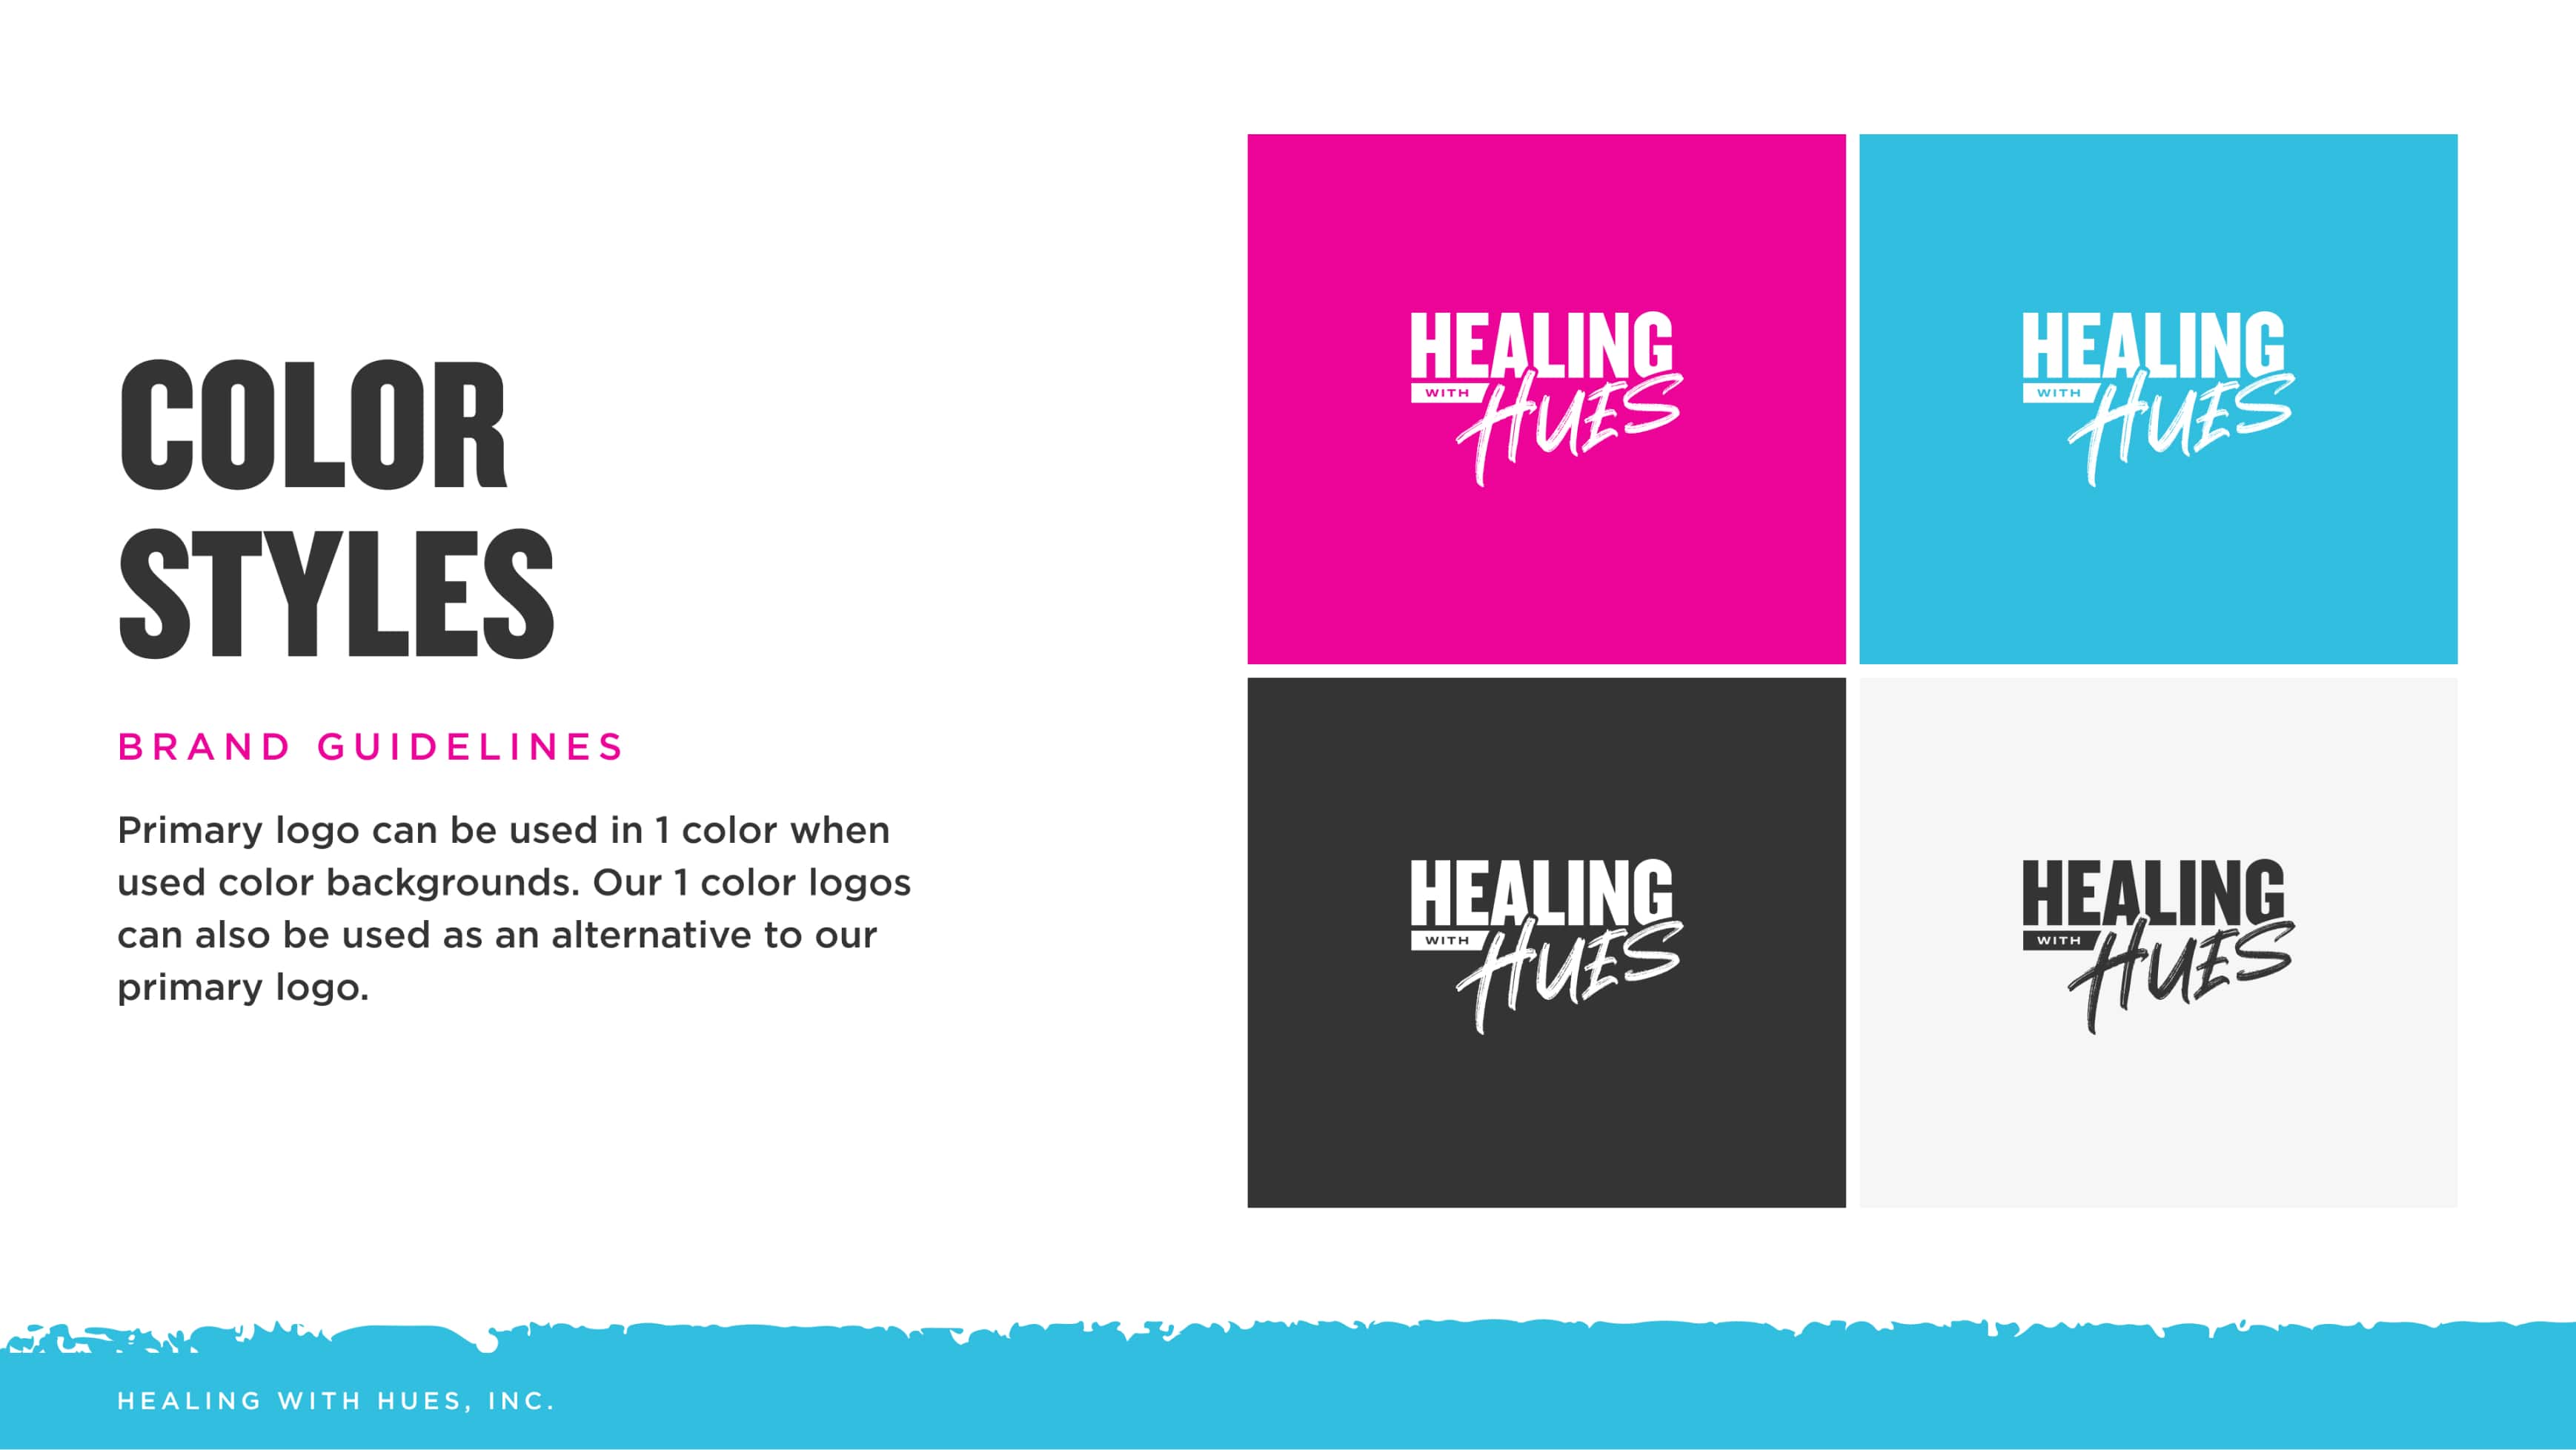 COLOR
STYLES
BRAND GUIDELINES
Primary logo can be used in 1 color when
used color backgrounds. Our 1 color logos
can also be used as an alternative to our
primary logo.
HEALING
WITH
HUES
HEALING
WITH
HUES
HEALING
WITH
HUES
HEALING
WITH
HUES
HEALING WITH HUES, INC.